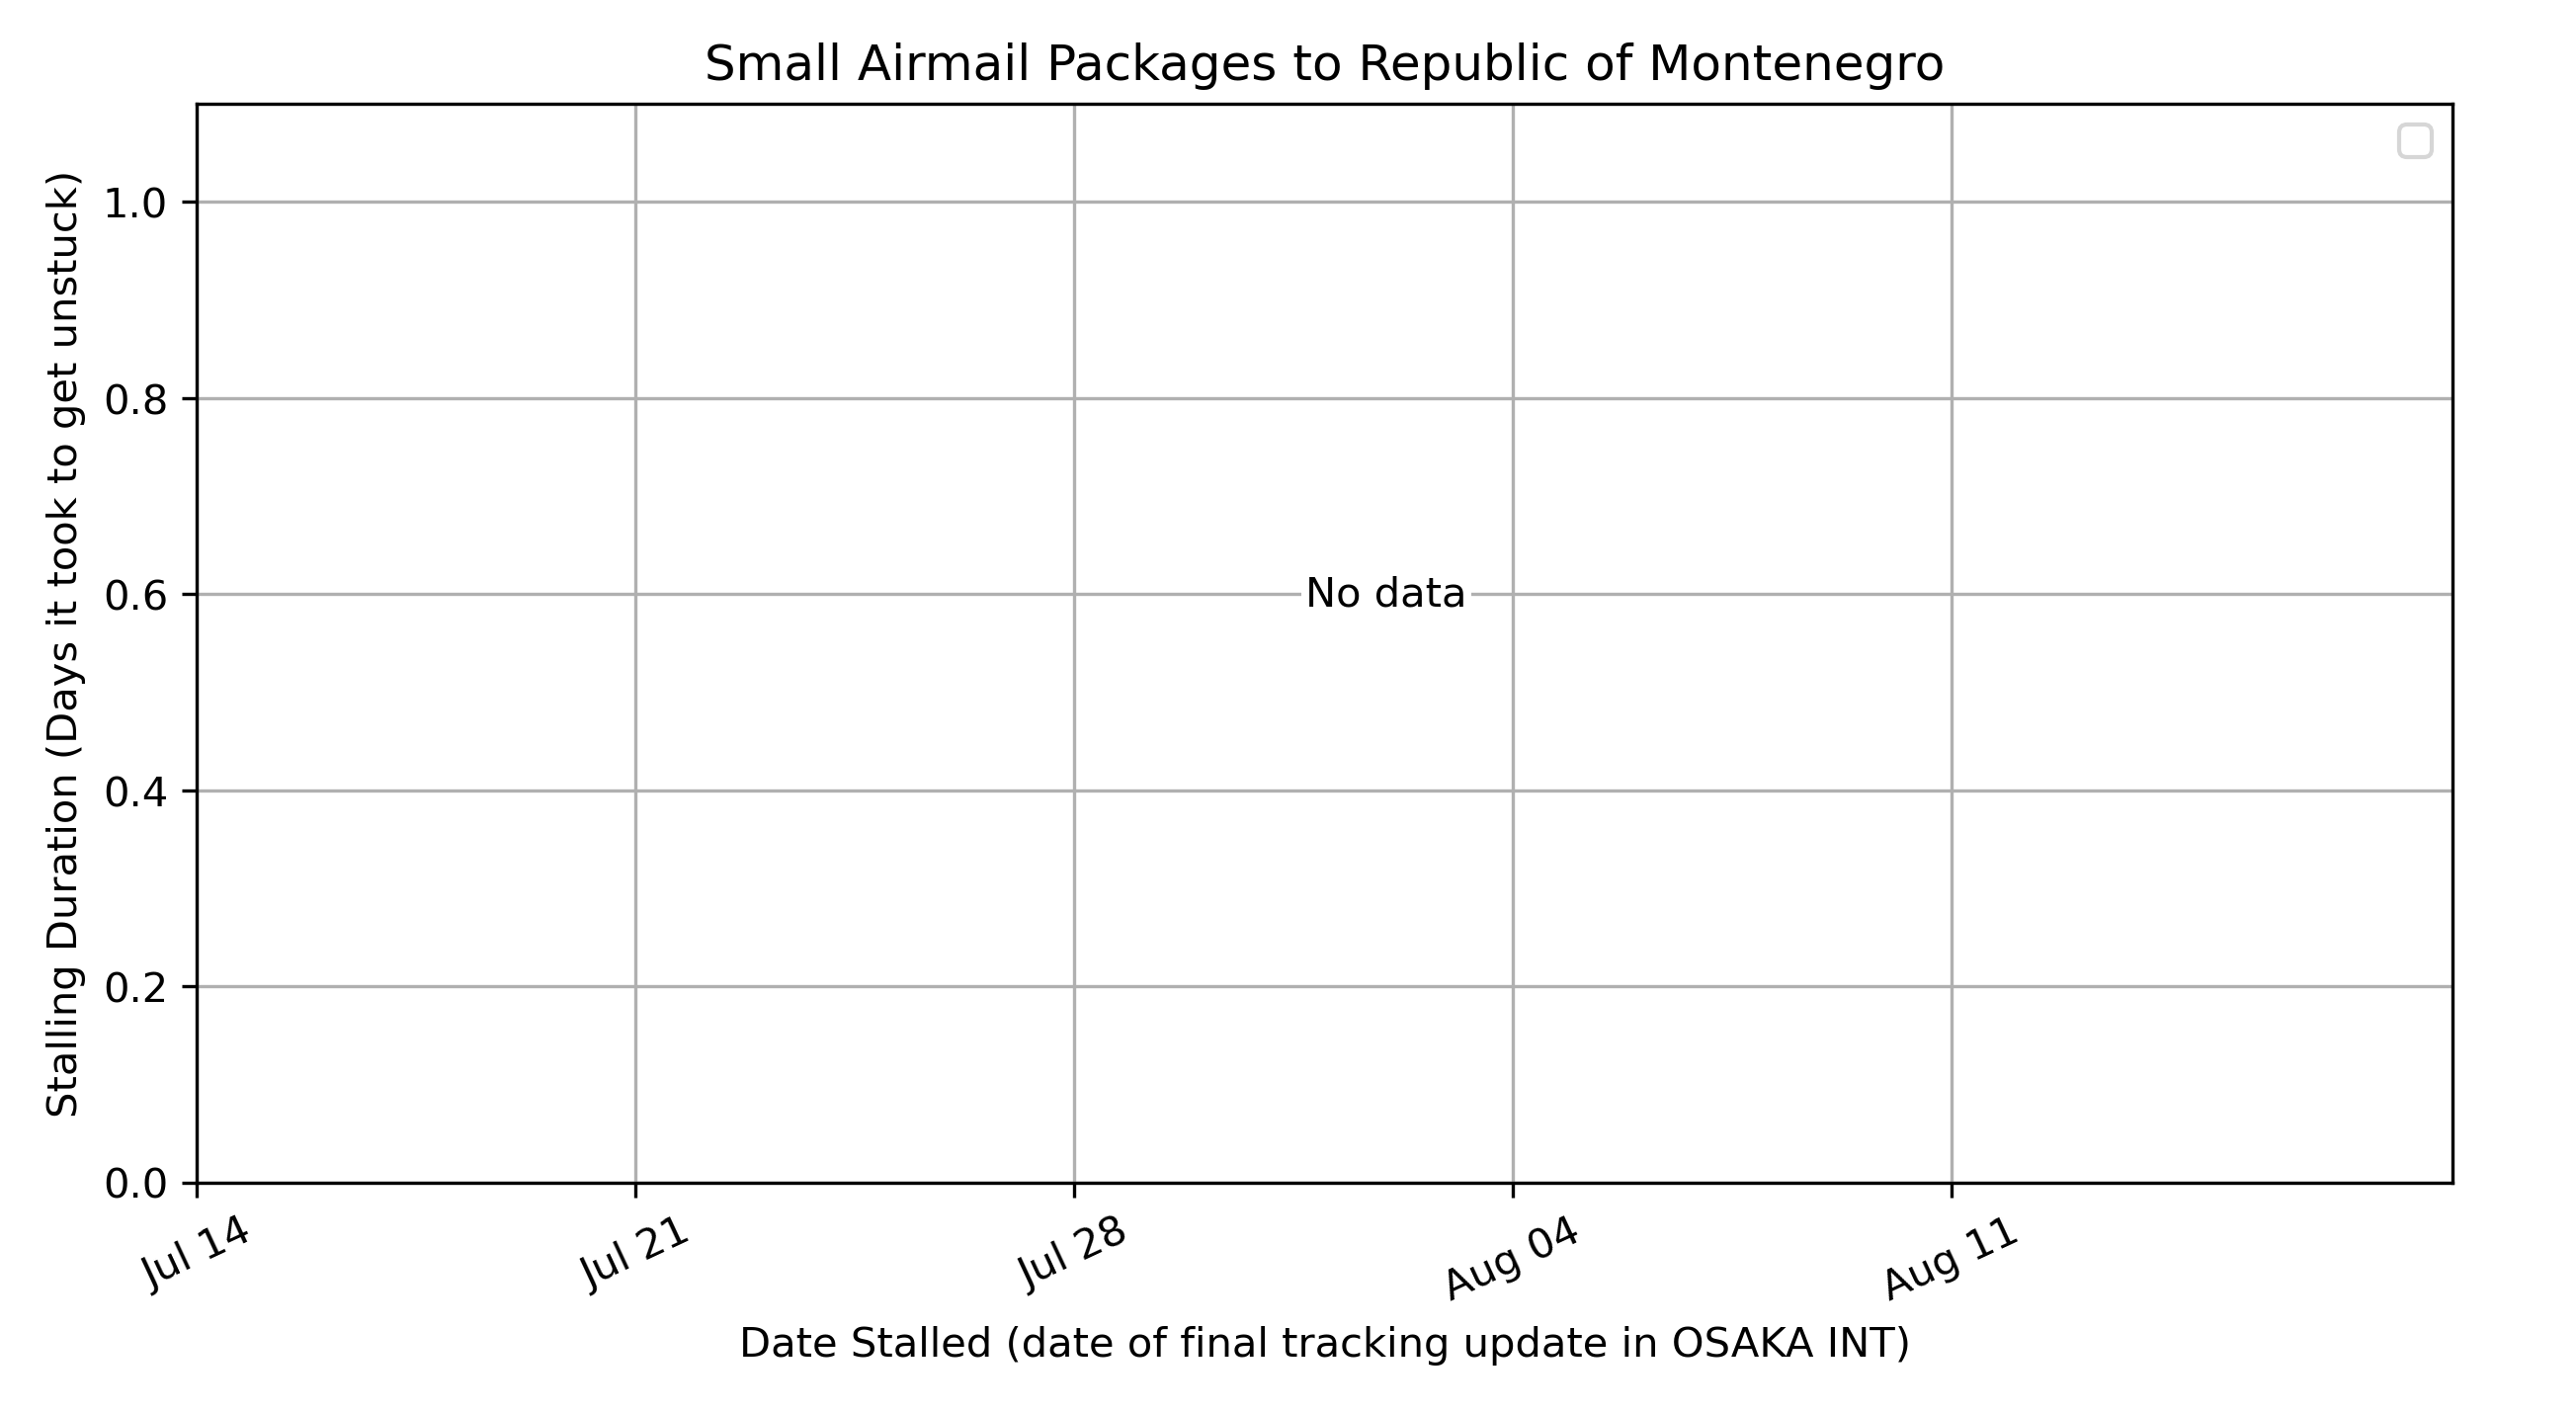 Small Airmail Packages to Republic of Montenegro
Stalling Duration (Days it took to get unstuck)
1.0
0.8
0.6
0.4
0.2
0.0
No data
Jul 14
Jul 21
Jul 28
Aug 04
Aug 11
Date Stalled (date of final tracking update in OSAKA INT)